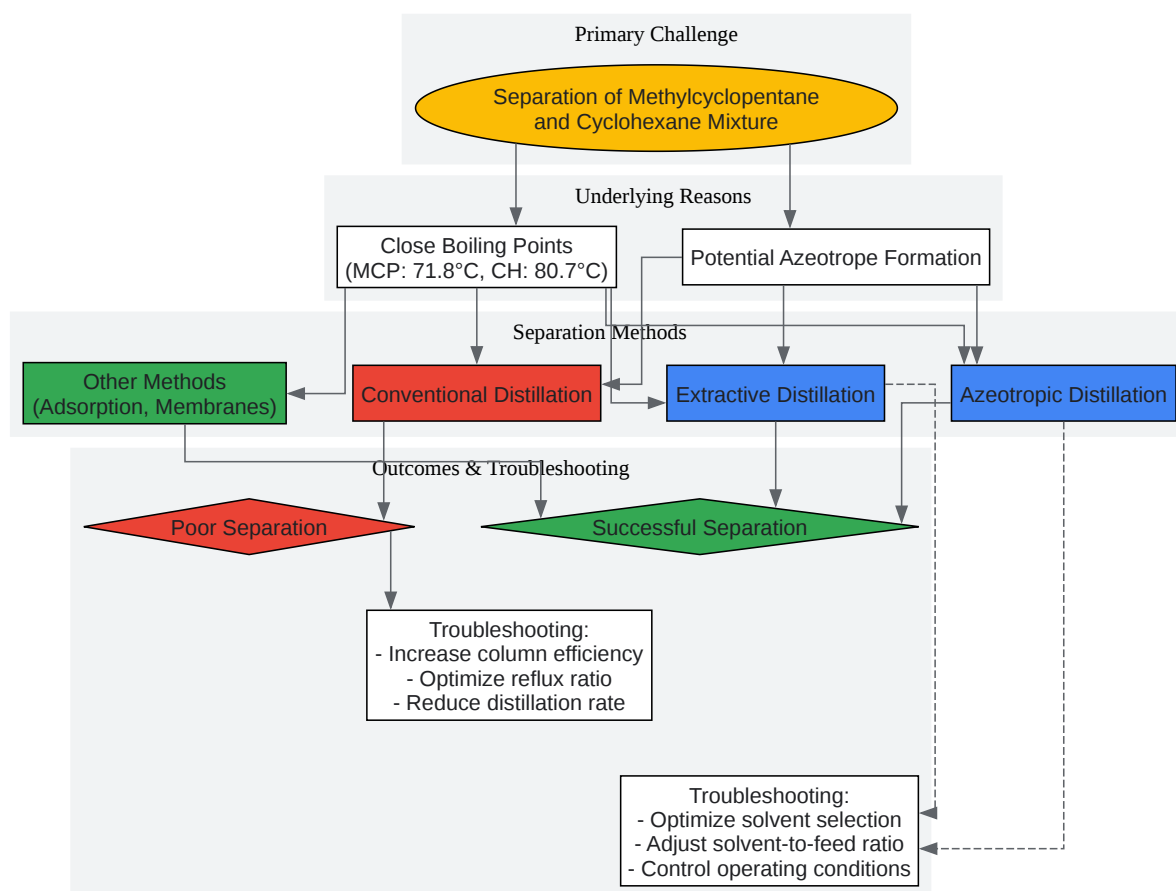 Primary Challenge
Separation of Methylcyclopentane
and Cyclohexane Mixture
Underlying Reasons
Close Boiling Points
(MCP: 71.8°C, CH: 80.7°C)
Potential Azeotrope Formation
Separation Methods
Other Methods
(Adsorption, Membranes)
Conventional Distillation
Extractive Distillation
Azeotropic Distillation
Outcomes & Troubleshooting
Poor Separation
Successful Separation
Troubleshooting:
- Increase column efficiency
- Optimize reflux ratio
- Reduce distillation rate
Troubleshooting:
- Optimize solvent selection
- Adjust solvent-to-feed ratio
- Control operating conditions